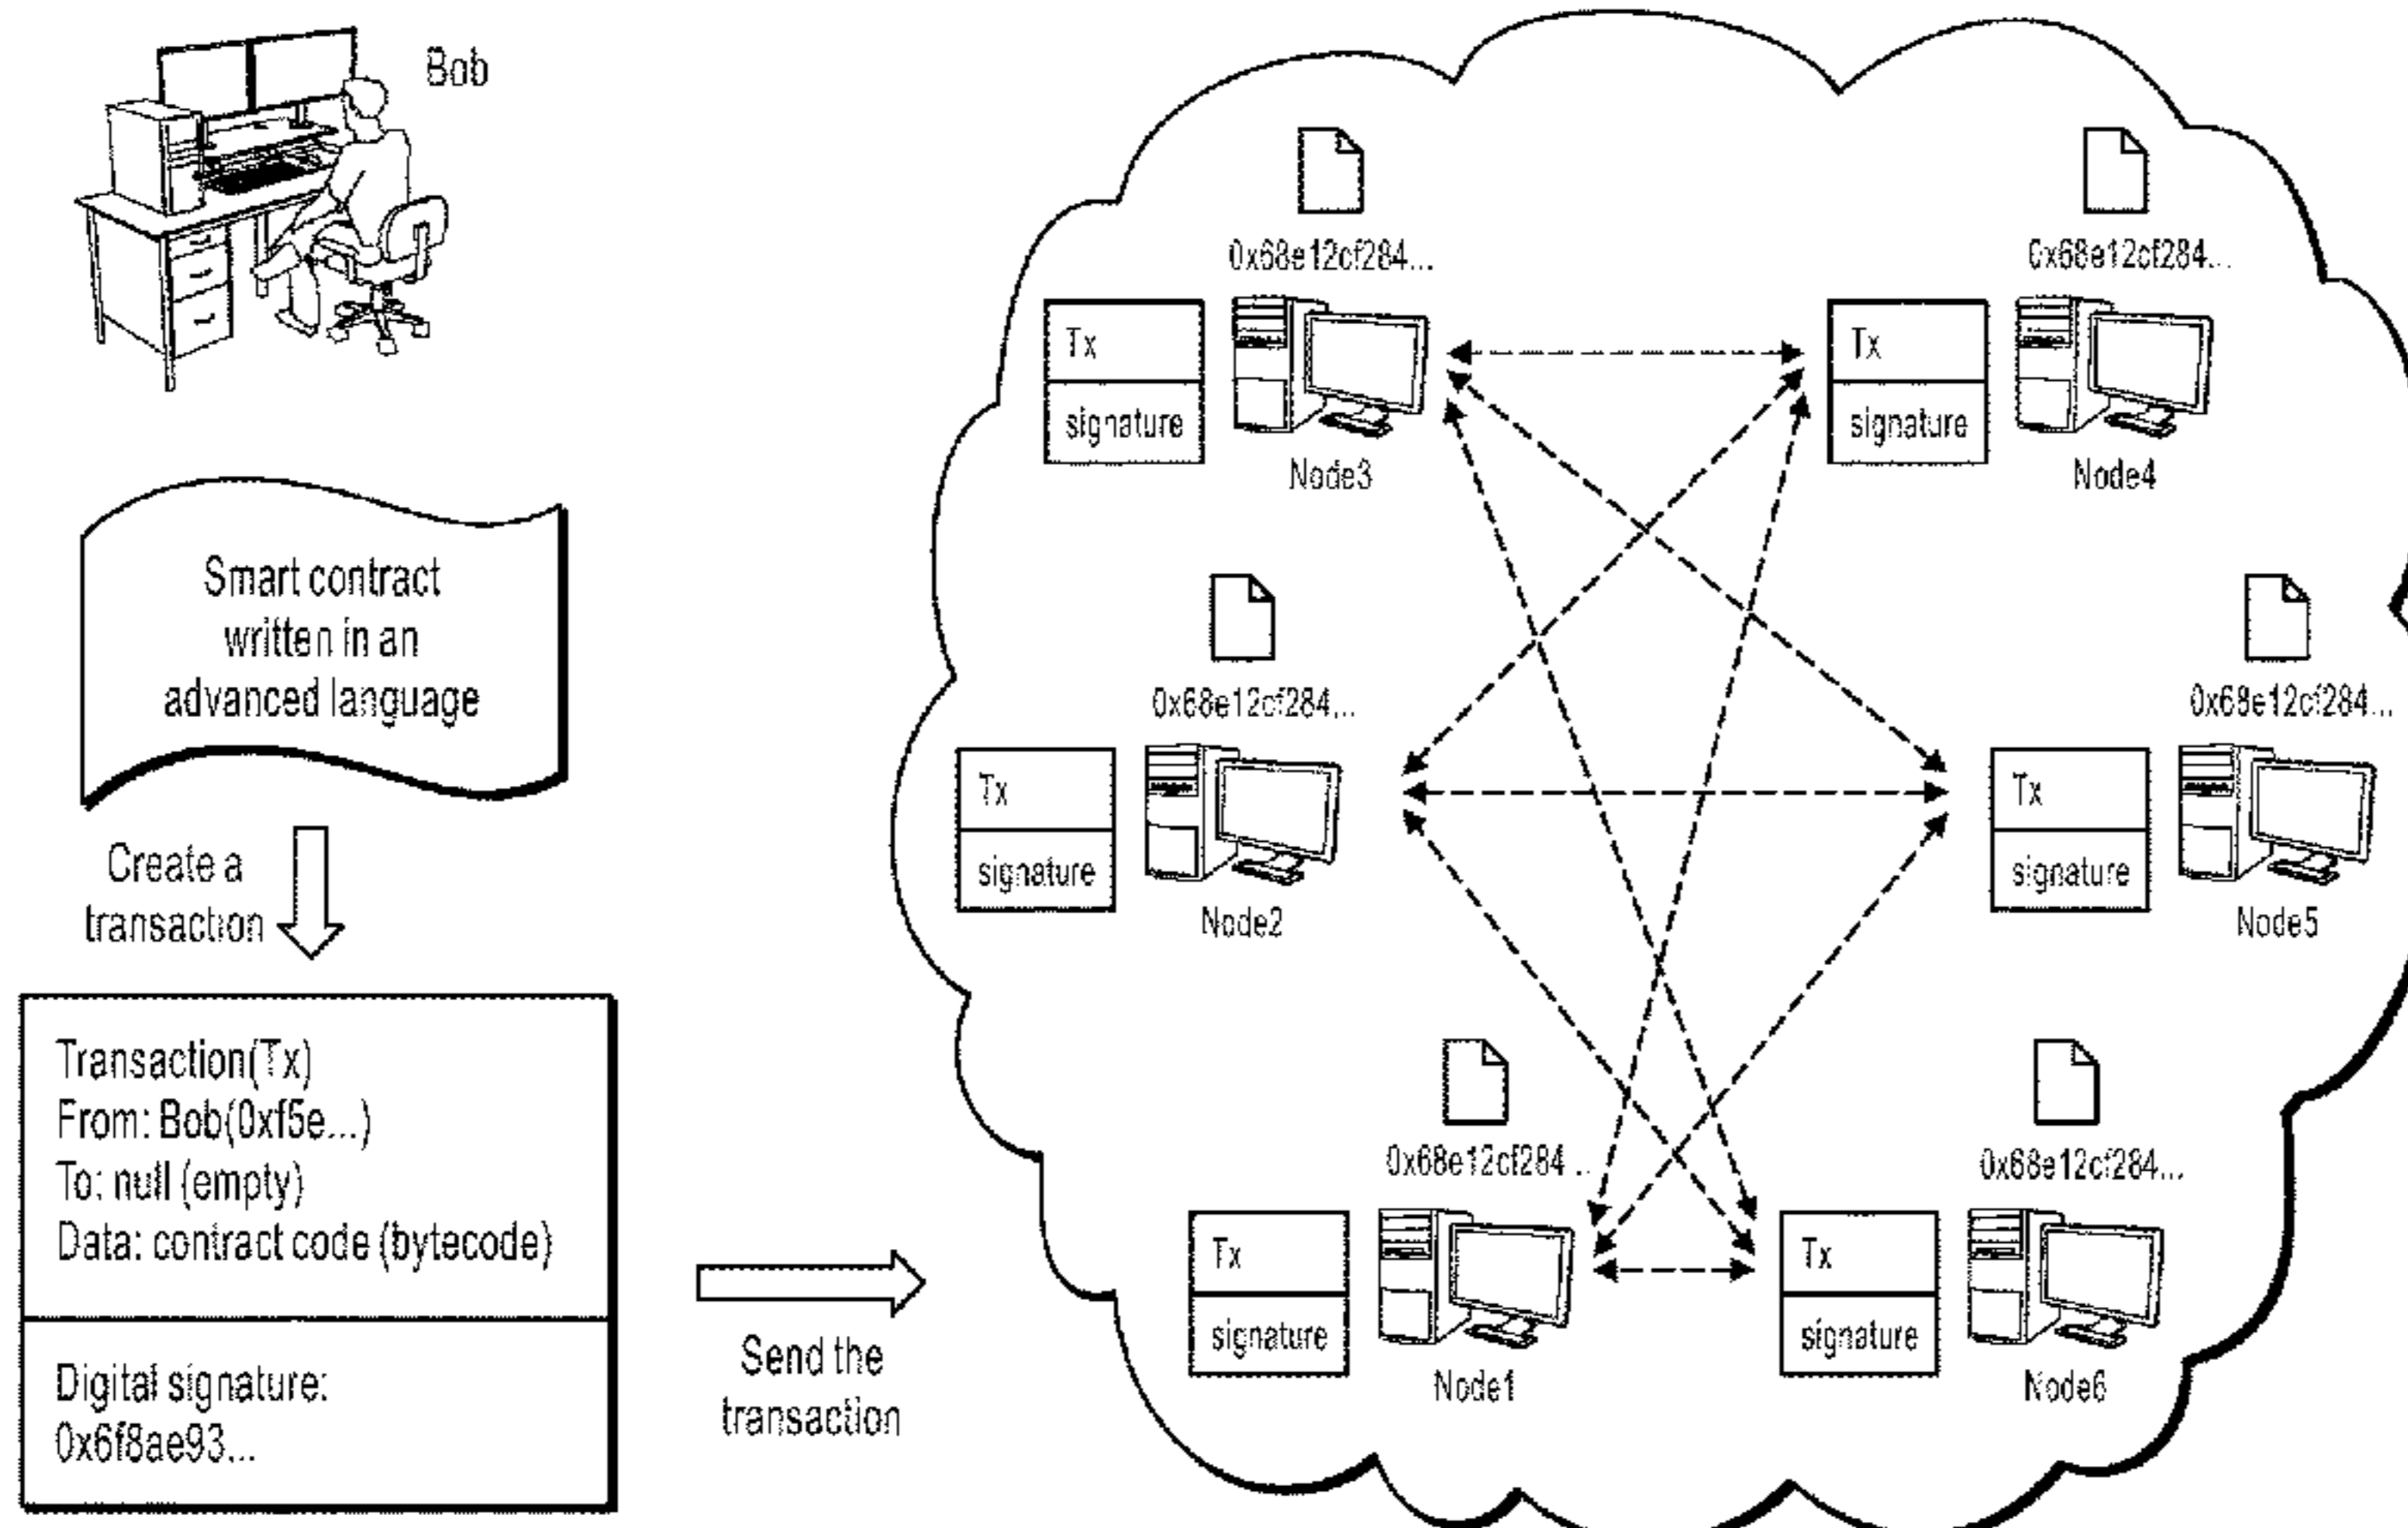 Bob
Smart contract
written in an
advanced language
Create a
transaction
Transaction(Tx)
From: Bob(0xf5e...)
To: null (empty)
Data: contract code (bytecode)
Digital signature:
0x6f8ae93...
Send the
transaction
0x68e12cf284...
Tx
signature
Node3
0x68e12cf284...
Tx
signature
Node4
0x68e12cf284...
Tx
signature
Node2
0x68e12cf284...
Tx
signature
Node5
0x68e12cf284...
Tx
signature
Node1
0x68e12cf284...
Tx
signature
Node6